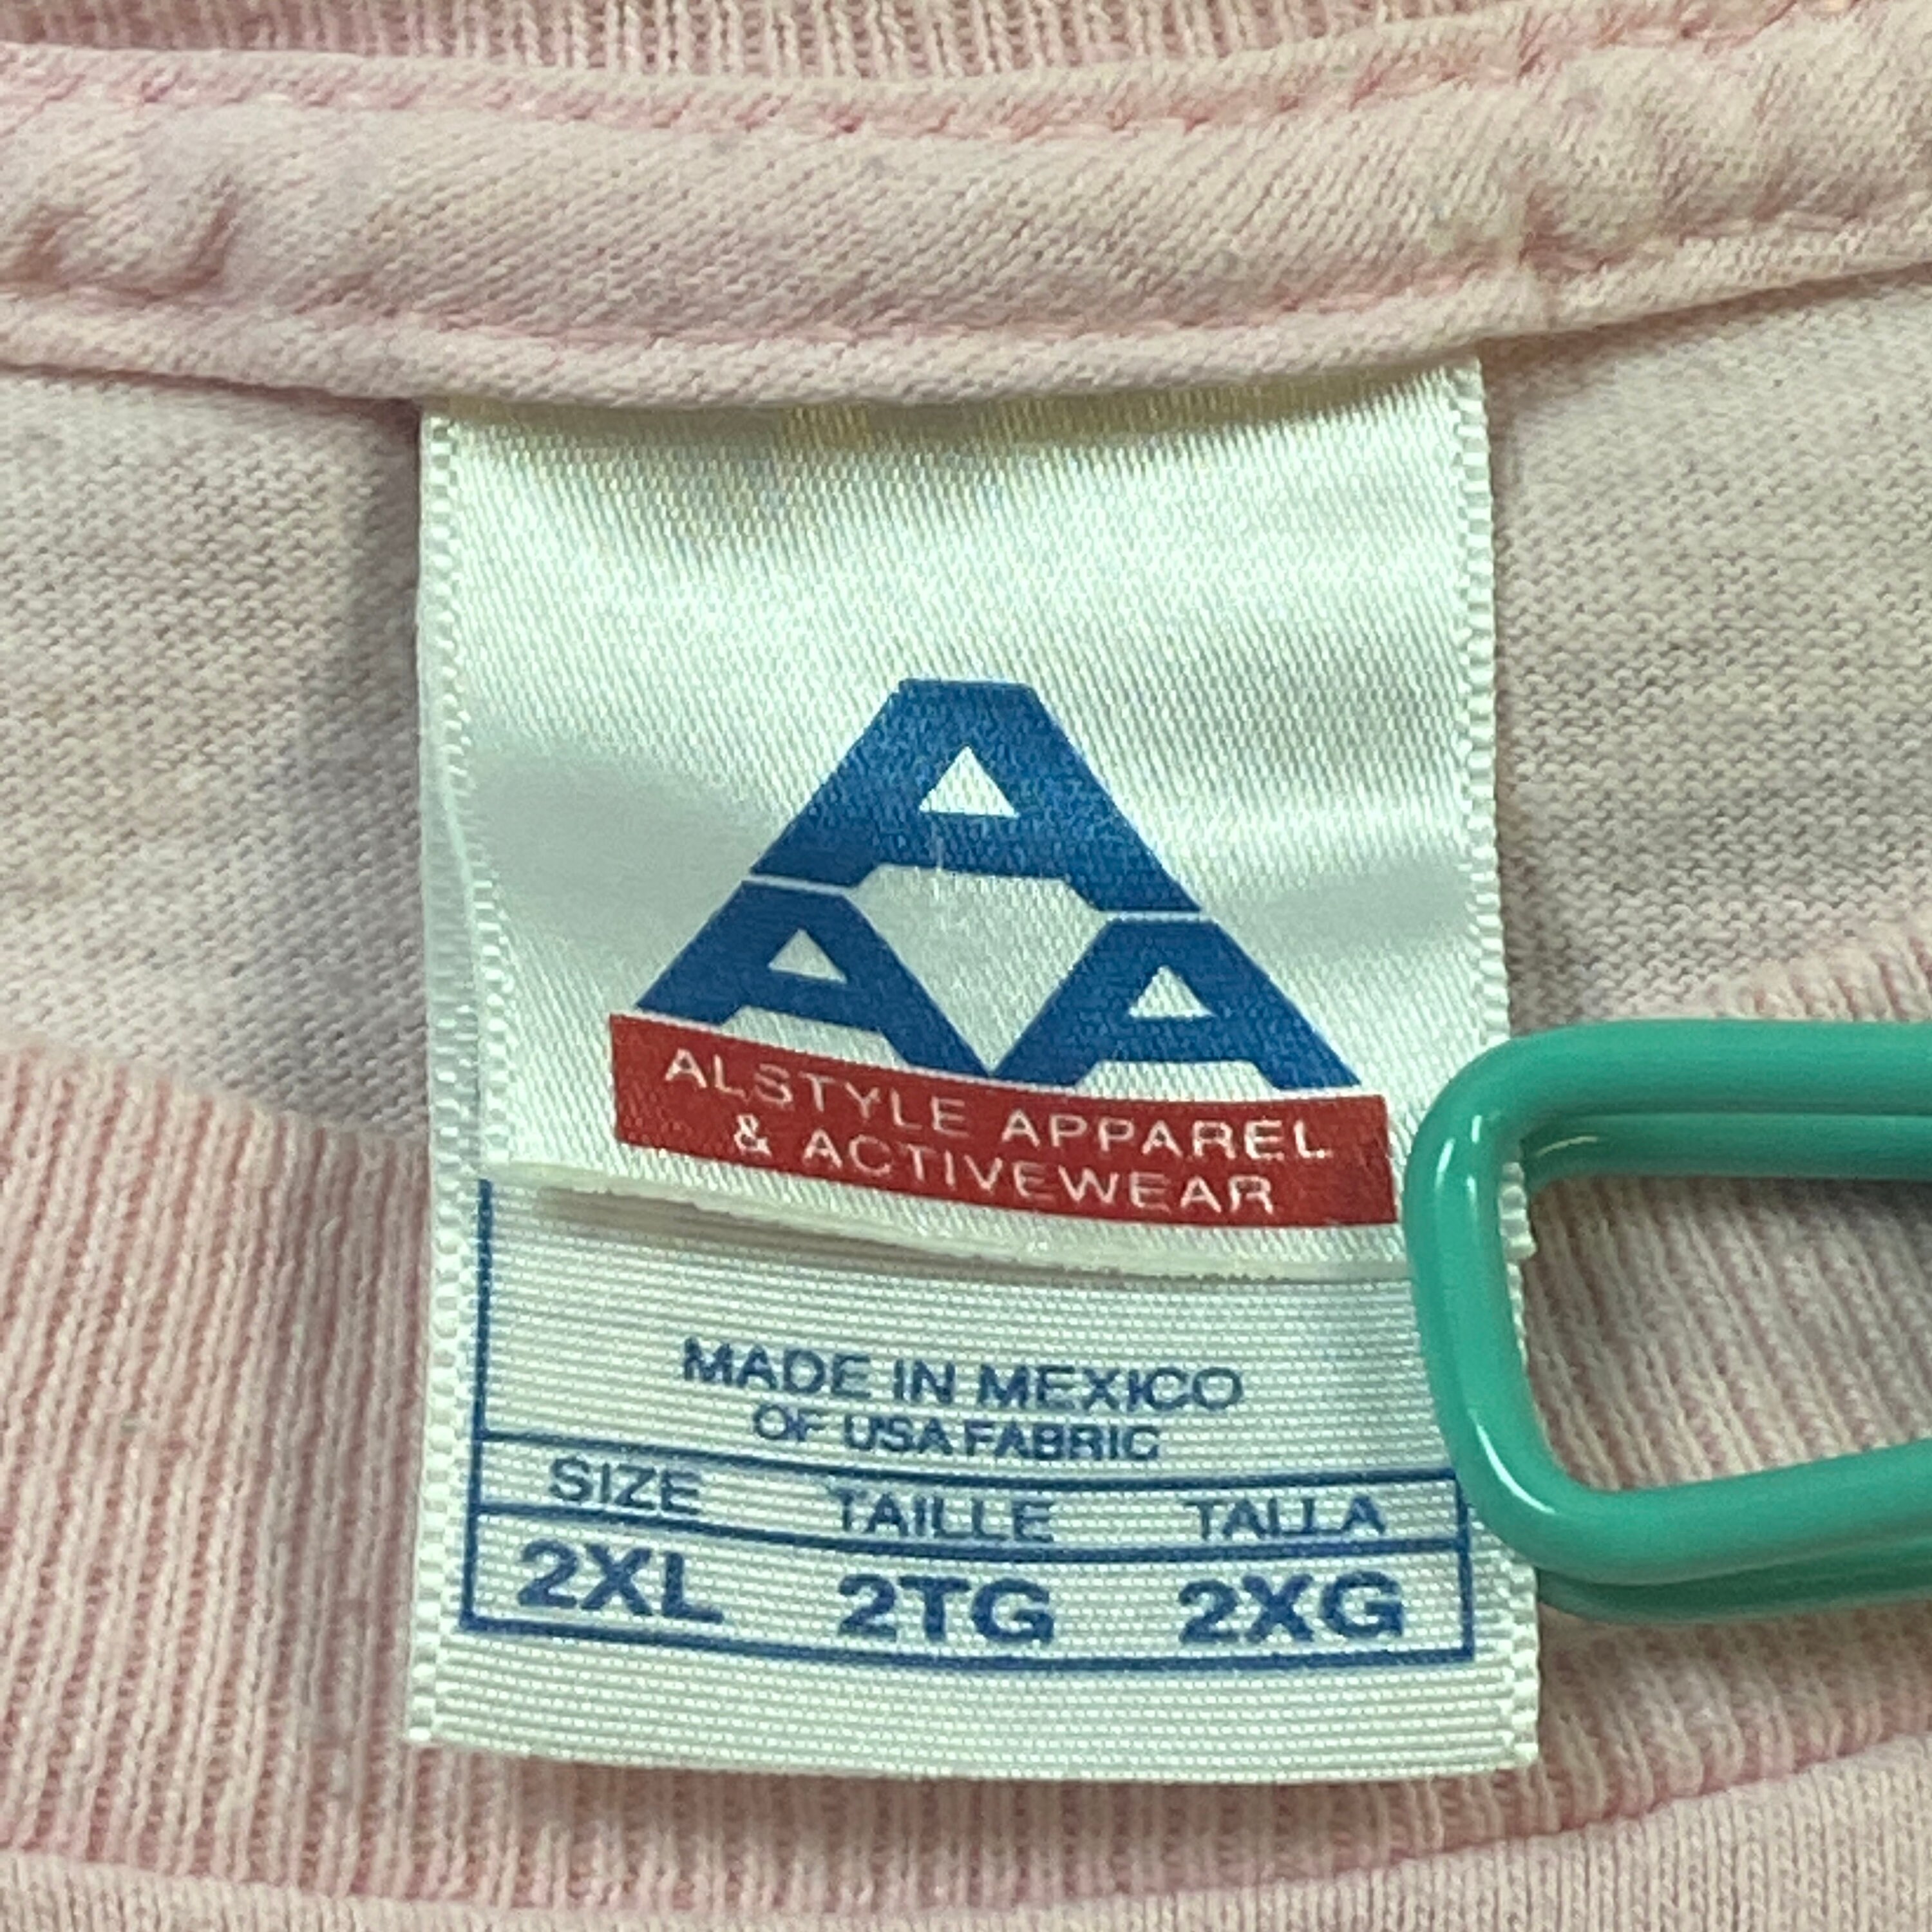 A
A A
ALSTYLE APPAREL
& ACTIVEWEAR
MADE IN MEXICO
OF USA FABRIC
SIZE TAILLE TALLA
2XL 2TG 2XG